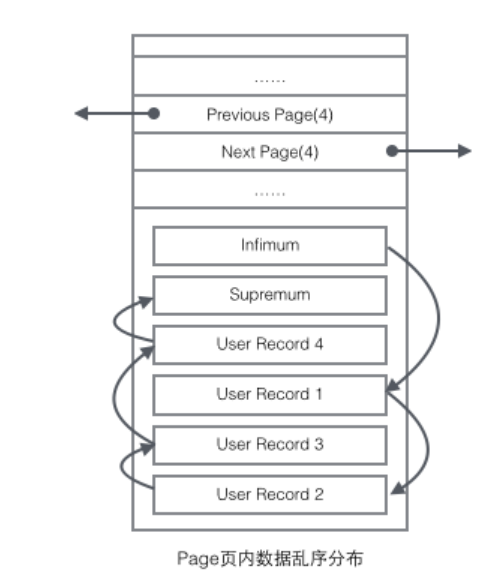 ……
Previous Page(4)
Next Page(4)
……
Infimum
Supremum
User Record 4
User Record 1
User Record 3
User Record 2
Page页内数据乱序分布